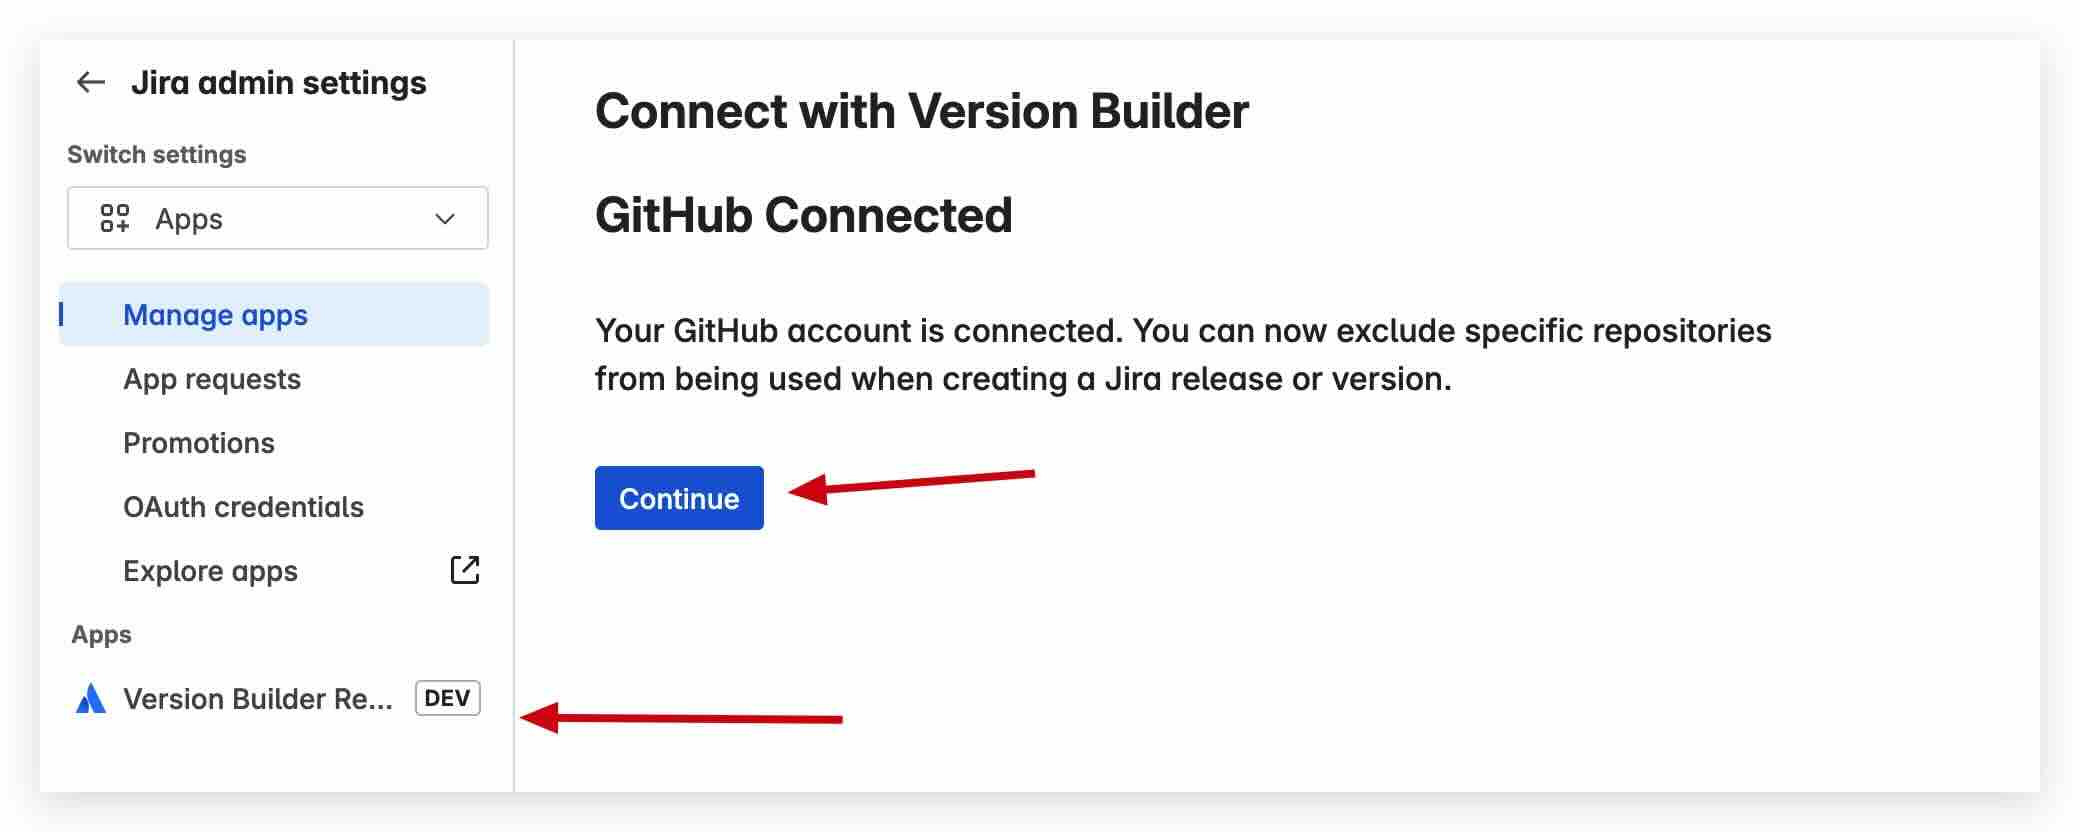 Jira admin settings
Switch settings
Apps
Manage apps
App requests
Promotions
OAuth credentials
Explore apps
Apps
Version Builder Re... DEV
Connect with Version Builder
GitHub Connected
Your GitHub account is connected. You can now exclude specific repositories
from being used when creating a Jira release or version.
Continue